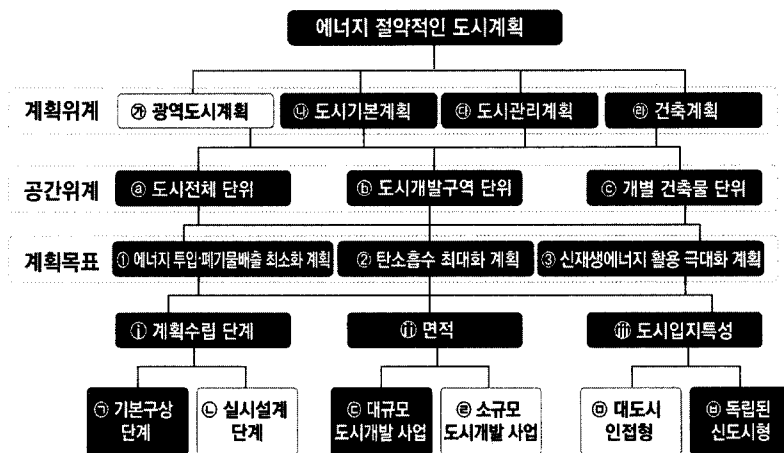 에너지 절약적인 도시계획
계획위계
㉮ 광역도시계획
㉯ 도시기본계획
㉰ 도시관리계획
㉱ 건축계획
공간위계
ⓐ 도시전체 단위
ⓑ 도시개발구역 단위
ⓒ 개별 건축물 단위
계획목표
① 에너지 투입·폐기물배출 최소화 계획
② 탄소흡수 최대화 계획
③ 신재생에너지 활용 극대화 계획
ⓘ 계획수립 단계
ⓘⓘ 면적
ⓘⓘⓘ 도시입지특성
㉠ 기본구상
단계
㉡ 실시설계
단계
㉢ 대규모
도시개발 사업
㉣ 소규모
도시개발 사업
㉤ 대도시
인접형
㉥ 독립된
신도시형